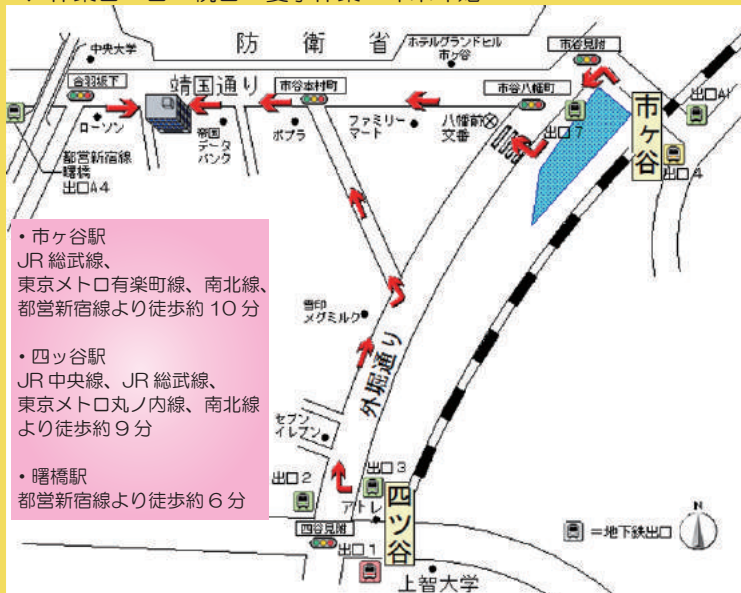 防衛省
ホテルグランドヒル
市ヶ谷
中央大学
市谷見附
合羽坂下
靖国通り
市谷本村町
市谷八幡町
市ヶ谷
出口A1
ローソン
帝国
データ
バンク
ポプラ
ファミリー
マート
八幡前
交番
出口7
出口4
都営新宿線
曙橋
出口A4
・市ヶ谷駅
JR 総武線、
東京メトロ有楽町線、南北線、
都営新宿線より徒歩約 10 分
・四ッ谷駅
JR 中央線、JR 総武線、
東京メトロ丸ノ内線、南北線
より徒歩約 9 分
・曙橋駅
都営新宿線より徒歩約 6 分
雪印
メグミルク
外堀通り
セブン
イレブン
出口2
出口3
アトレ
四ツ谷
四谷見附
出口1
上智大学
N
=地下鉄出口